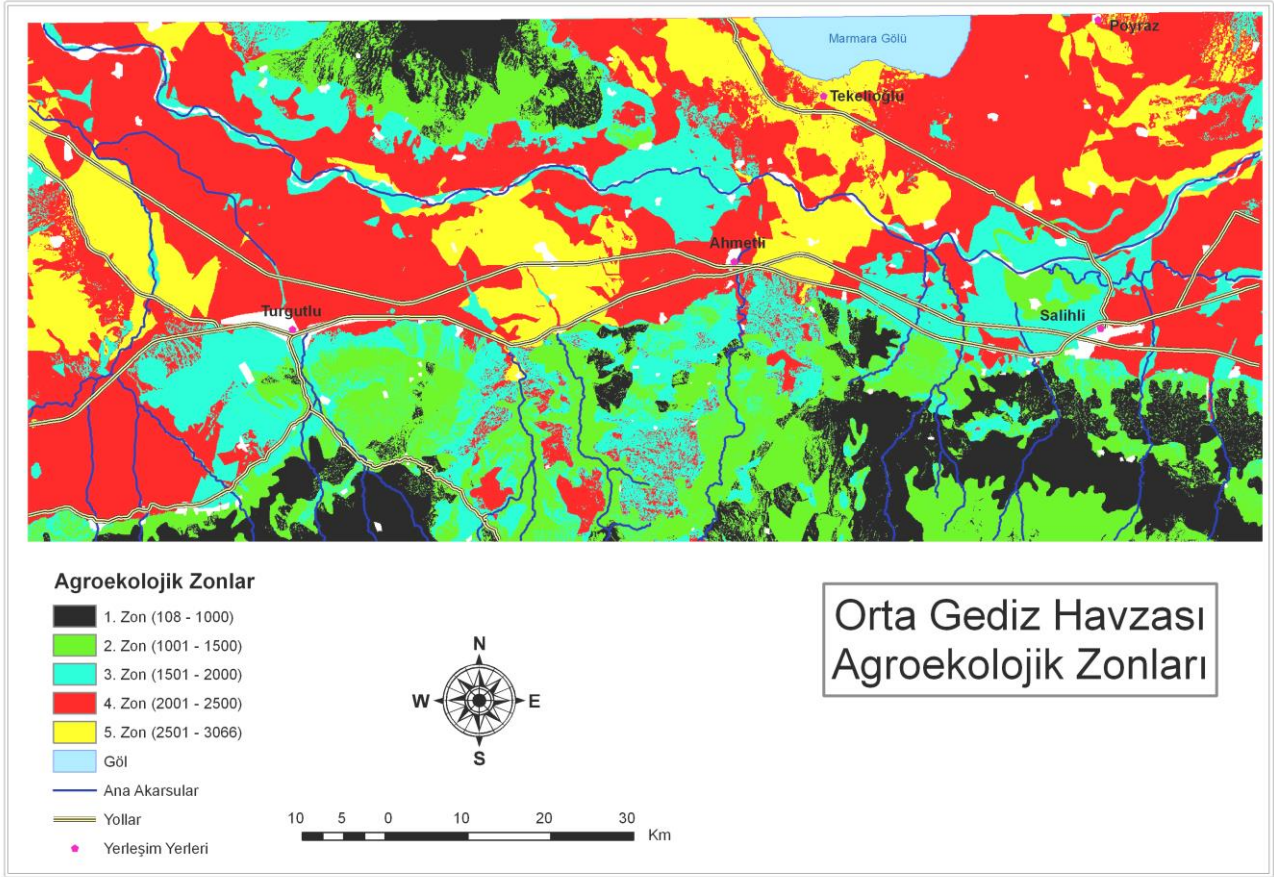 Poyraz
Marmara Gölü
Tekelioğlu
Ahmetli
Turgutlu
Salihli
Agroekolojik Zonlar
1. Zon (108 - 1000)
2. Zon (1001 - 1500)
3. Zon (1501 - 2000)
4. Zon (2001 - 2500)
5. Zon (2501 - 3066)
Göl
Ana Akarsular
Yollar
Yerleşim Yerleri
N
W E
S
10 5 0 10 20 30
Km
Orta Gediz Havzası
Agroekolojik Zonları